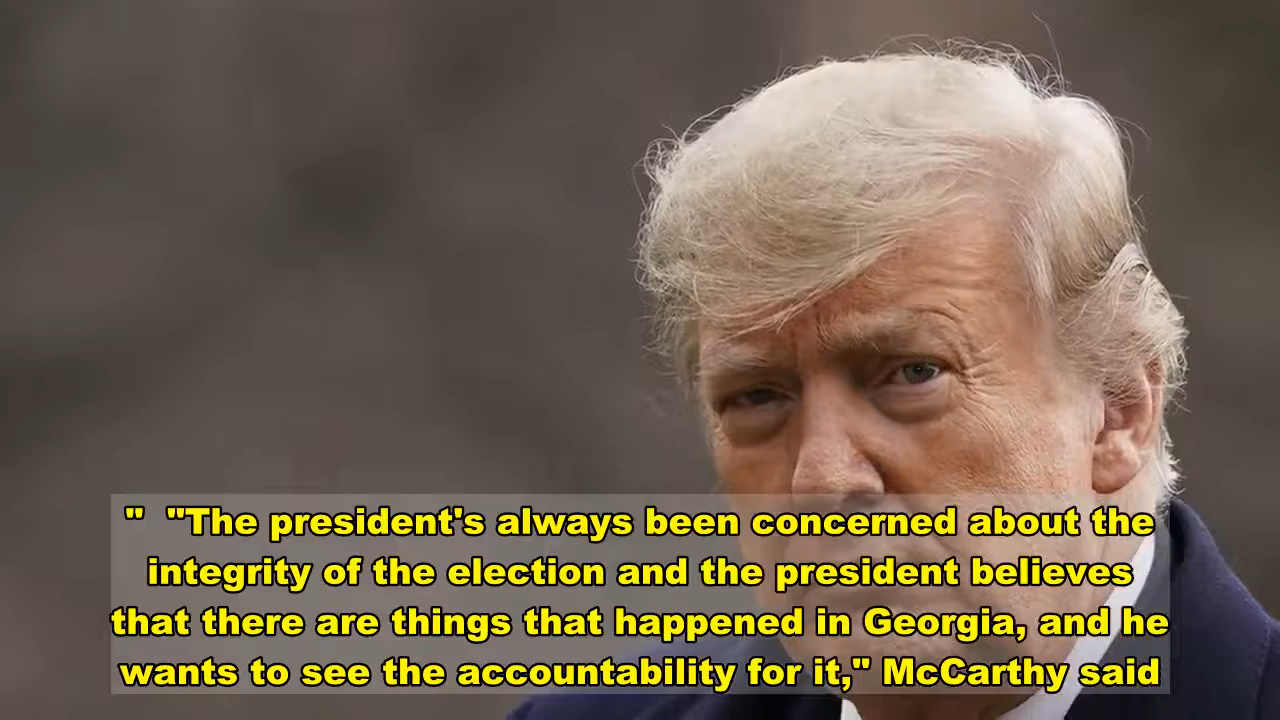 "  "The president's always been concerned about the
integrity of the election and the president believes
that there are things that happened in Georgia, and he
wants to see the accountability for it," McCarthy said